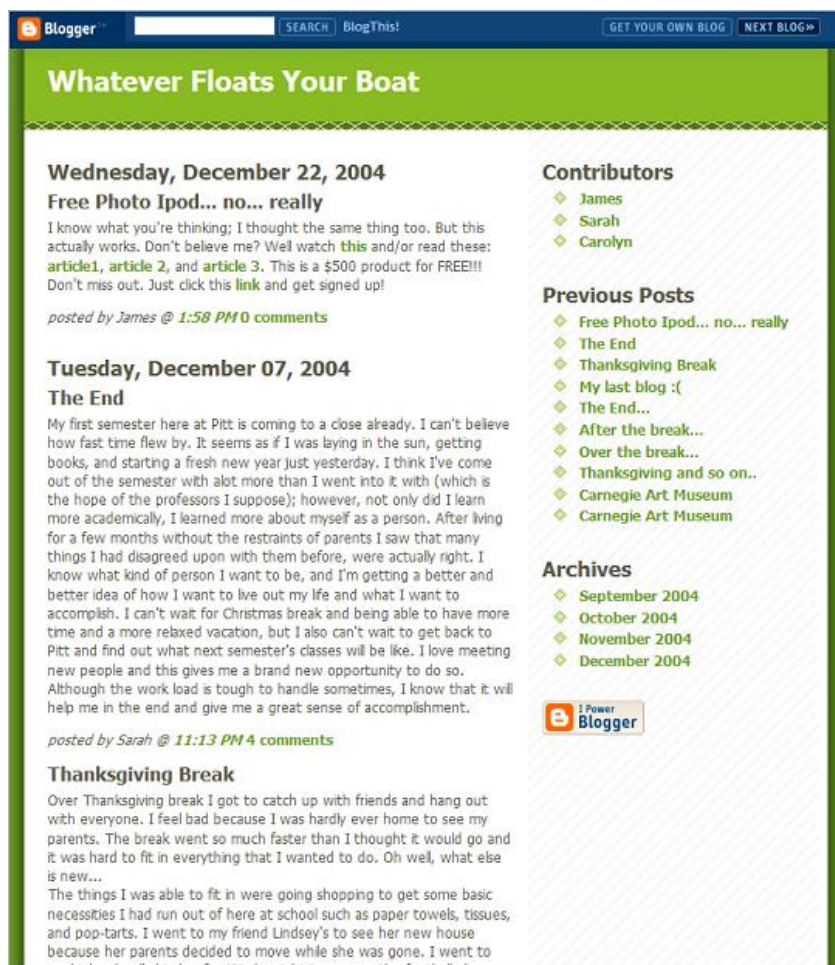 Blogger™ SEARCH BlogThis! GET YOUR OWN BLOG NEXT BLOG»
Whatever Floats Your Boat
Wednesday, December 22, 2004
Free Photo Ipod... no... really
I know what you're thinking; I thought the same thing too. But this
actually works. Don't believe me? Well watch this and/or read these:
article1, article 2, and article 3. This is a $500 product for FREE!!!
Don't miss out. Just click this link and get signed up!
posted by James @ 1:58 PM 0 comments
Tuesday, December 07, 2004
The End
My first semester here at Pitt is coming to a close already. I can't believe
how fast time flew by. It seems as if I was laying in the sun, getting
books, and starting a fresh new year just yesterday. I think I've come
out of the semester with alot more than I went into it with (which is
the hope of the professors I suppose); however, not only did I learn
more academically, I learned more about myself as a person. After living
for a few months without the restraints of parents I saw that many
things I had disagreed upon with them before, were actually right. I
know what kind of person I want to be, and I'm getting a better and
better idea of how I want to live out my life and what I want to
accomplish. I can't wait for Christmas break and being able to have more
time and a more relaxed vacation, but I also can't wait to get back to
Pitt and find out what next semester's classes will be like. I love meeting
new people and this gives me a brand new opportunity to do so.
Although the work load is tough to handle sometimes, I know that it will
help me in the end and give me a great sense of accomplishment.
posted by Sarah @ 11:13 PM 4 comments
Thanksgiving Break
Over Thanksgiving break I got to catch up with friends and hang out
with everyone. I feel bad because I was hardly ever home to see my
parents. The break went so much faster than I thought it would go and
it was hard to fit in everything that I wanted to do. Oh well, what else
is new...
The things I was able to fit in were going shopping to get some basic
necessities I had run out of here at school such as paper towels, tissues,
and pop-tarts. I went to my friend Lindsey's to see her new house
because her parents decided to move while she was gone. I went to
Contributors
James
Sarah
Carolyn
Previous Posts
Free Photo Ipod... no... really
The End
Thanksgiving Break
My last blog :(
The End...
After the break...
Over the break...
Thanksgiving and so on..
Carnegie Art Museum
Carnegie Art Museum
Archives
September 2004
October 2004
November 2004
December 2004
I Power
Blogger